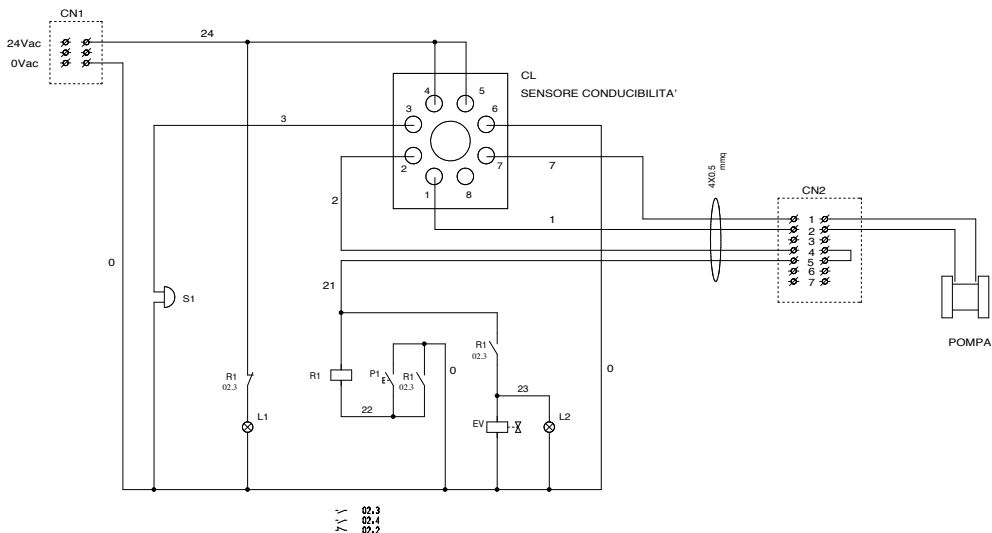 CN1
24Vac
0Vac
24
CL
SENSORE CONDUCIBILITA'
4
5
3
6
3
2
7
7
1
8
4X0.5 mmq
CN2
2
1
1
2
3
4
5
6
7
0
21
S1
POMPA
R1
02.3
R1
P1
E
R1
02.3
0
R1
02.3
0
22
23
L1
EV
L2
02.3
02.4
02.2